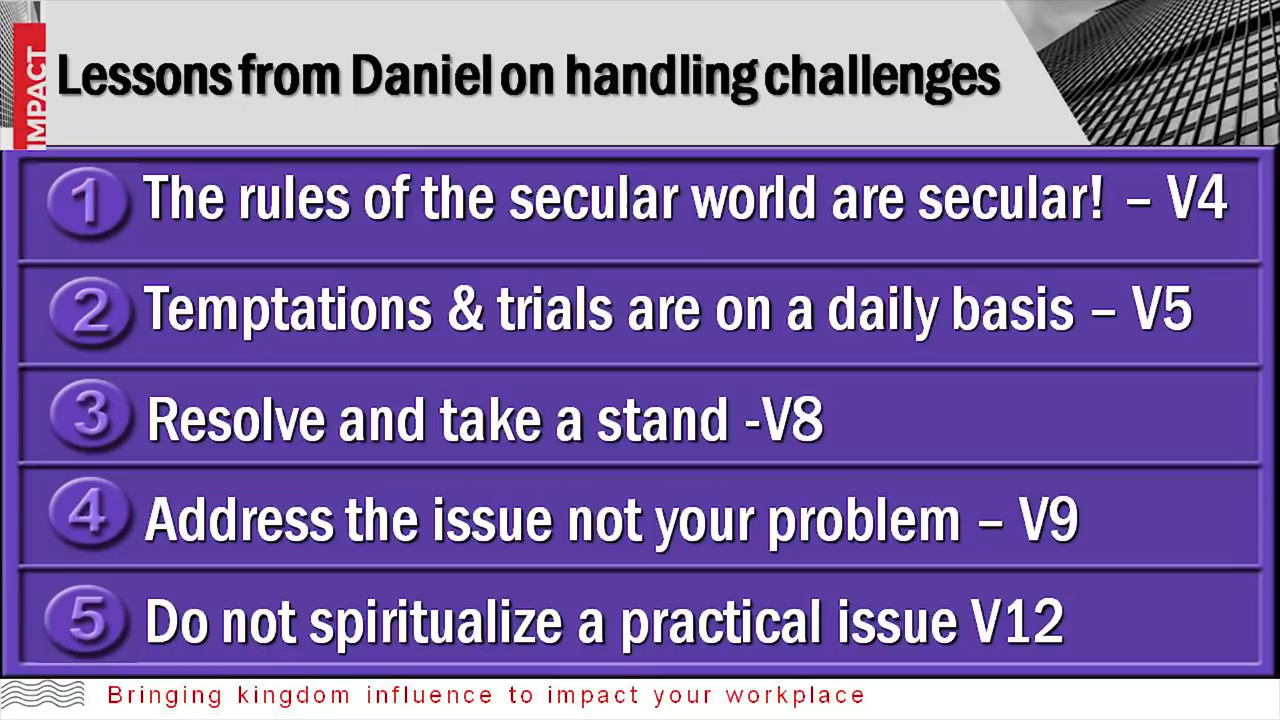 IMPACT
Lessons from Daniel on handling challenges
1 The rules of the secular world are secular! – V4
2 Temptations & trials are on a daily basis – V5
3 Resolve and take a stand -V8
4 Address the issue not your problem – V9
5 Do not spiritualize a practical issue V12
Bringing kingdom influence to impact your workplace